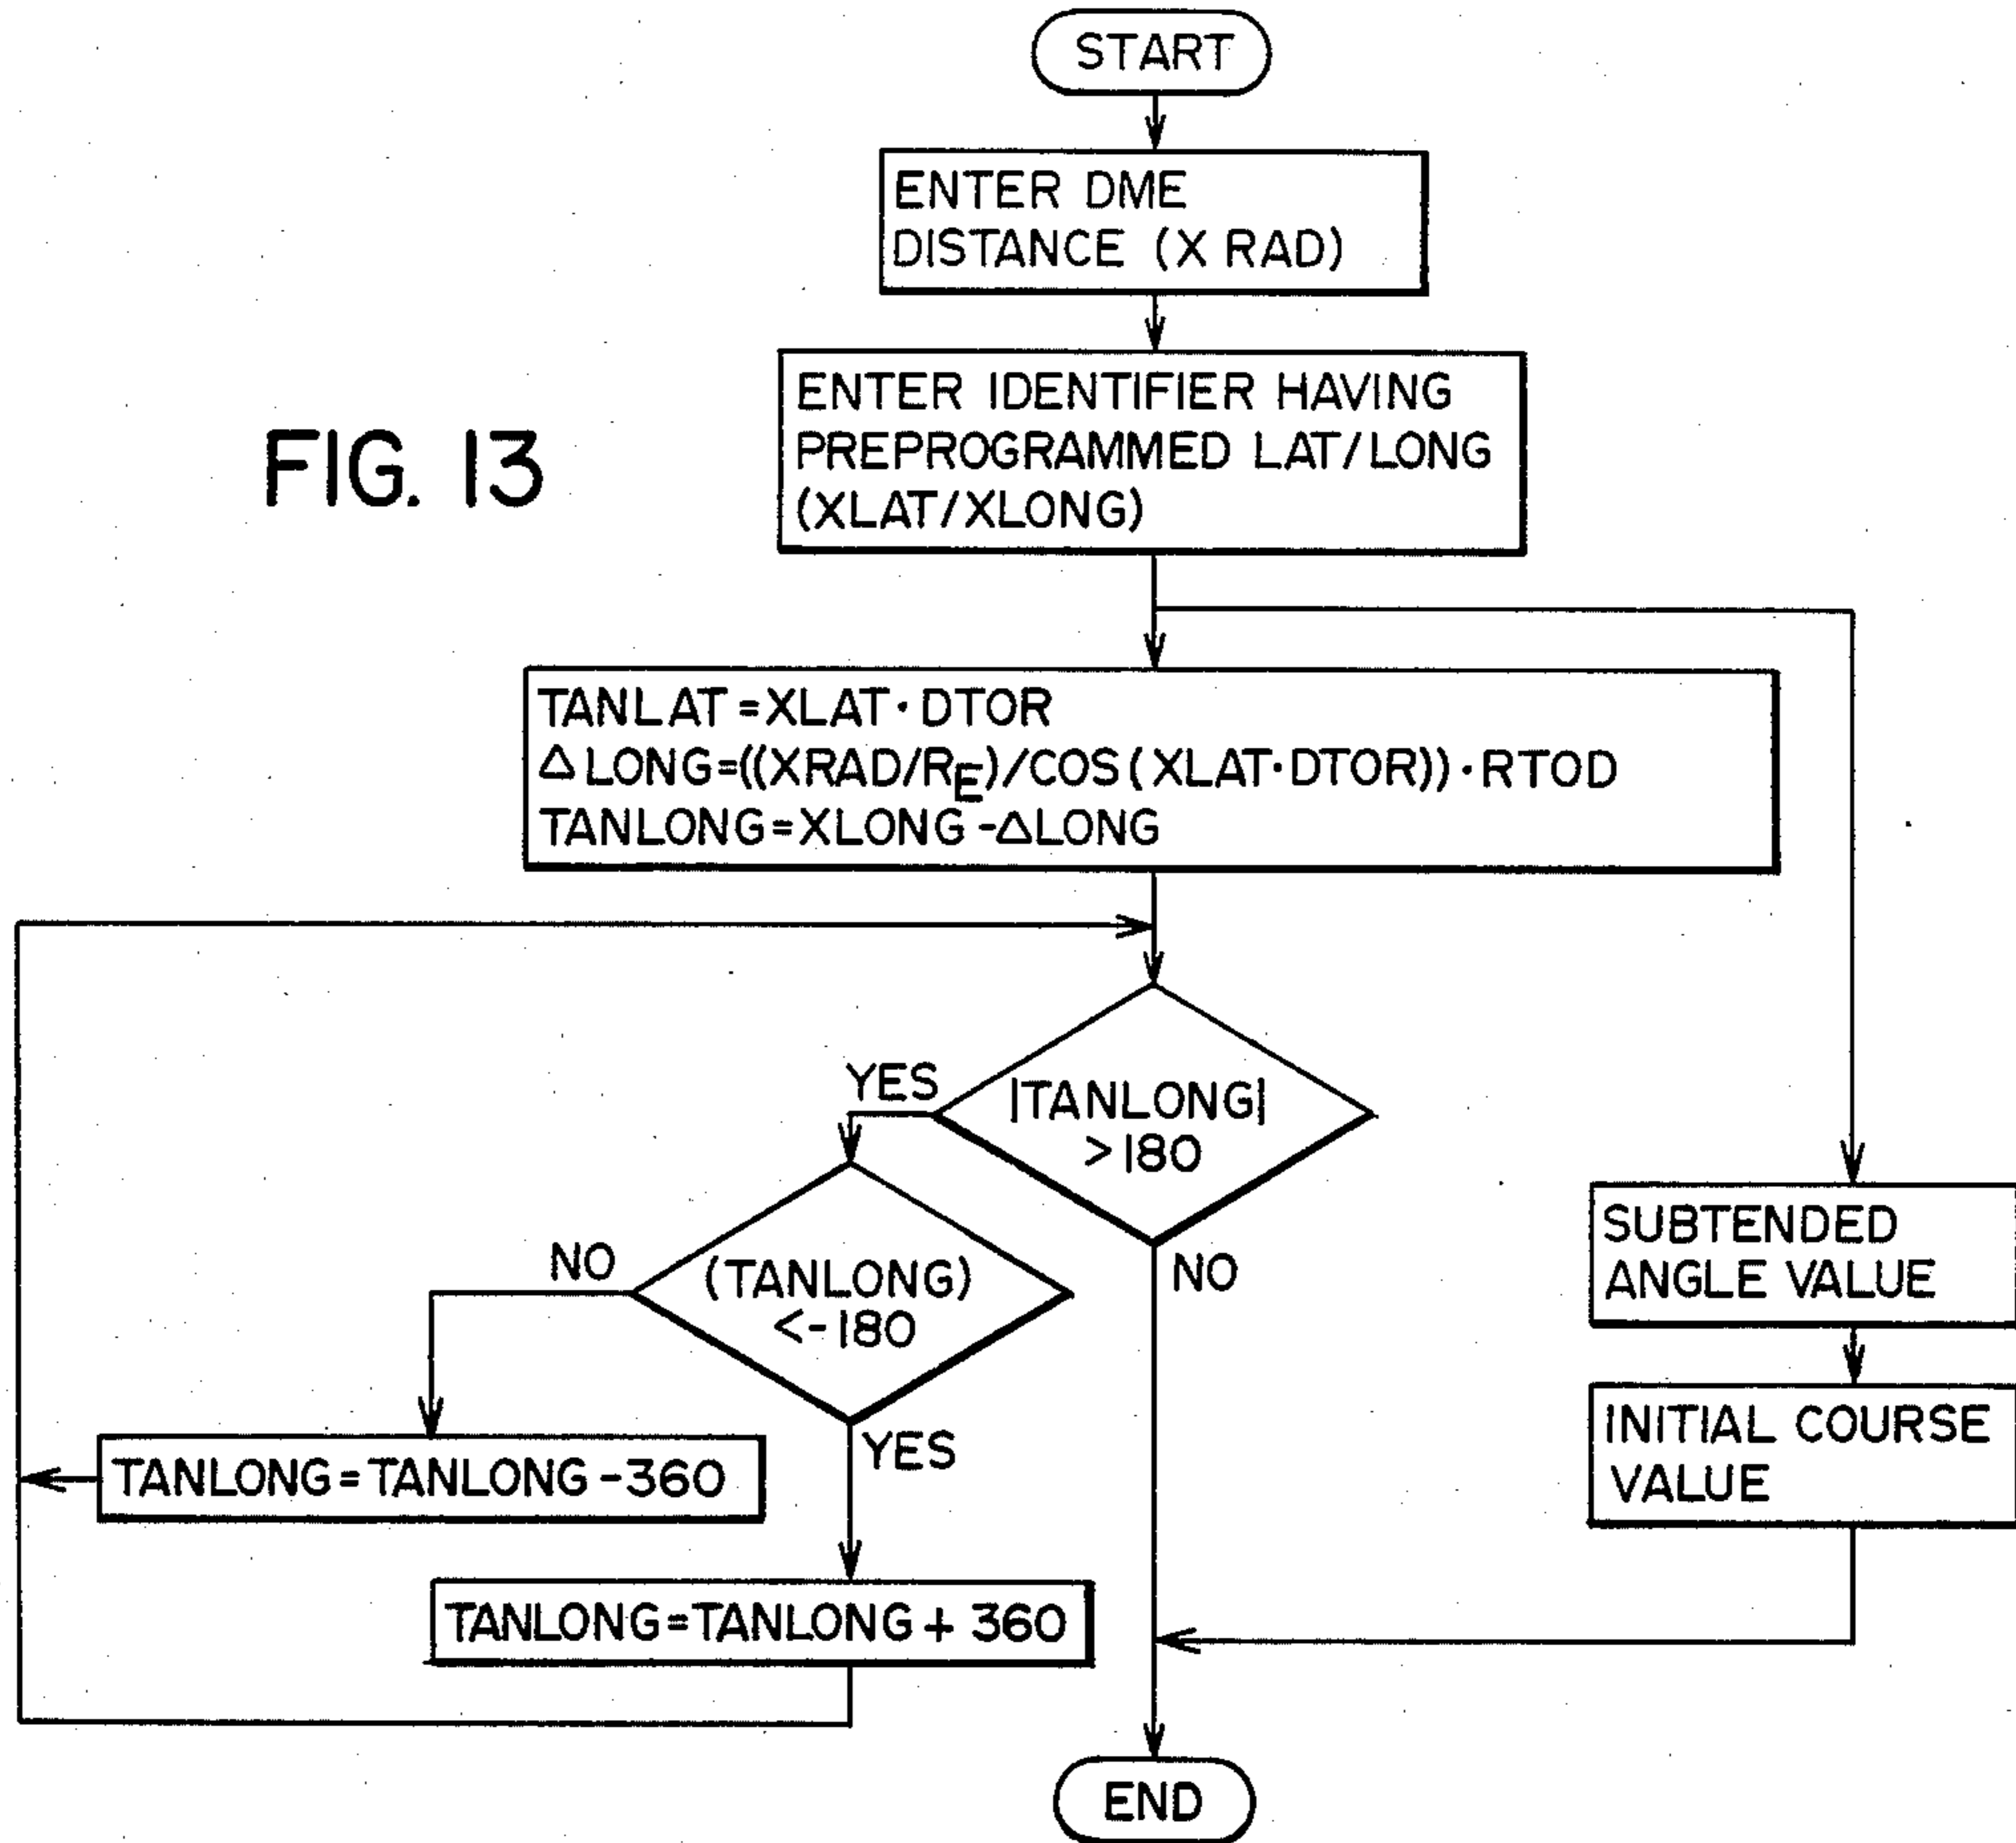 START
ENTER DME
DISTANCE (X RAD)
ENTER IDENTIFIER HAVING
PREPROGRAMMED LAT/LONG
(XLAT/XLONG)
FIG. 13
TANLAT=XLAT·DTOR
Δ LONG=((XRAD/RE)/COS(XLAT·DTOR))·RTOD
TANLONG=XLONG-ΔLONG
YES
|TANLONG|
>180
NO
(TANLONG)
<-180
NO
YES
SUBTENDED
ANGLE VALUE
INITIAL COURSE
VALUE
TANLONG=TANLONG-360
TANLONG=TANLONG+ 360
END